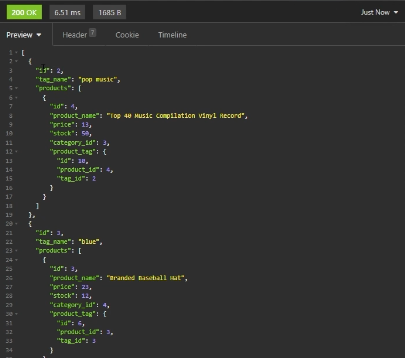 200 OK 6.51 ms 1685 B Just Now
Preview Header 7 Cookie Timeline
1 [
2 {
3 "id": 2,
4 "tag_name": "pop music",
5 "products": [
6 {
7 "id": 4,
8 "product_name": "Top 40 Music Compilation Vinyl Record",
9 "price": 13,
10 "stock": 50,
11 "category_id": 3,
12 "product_tag": {
13 "id": 10,
14 "product_id": 4,
15 "tag_id": 2
16 }
17 }
18 ]
19 },
20 {
21 "id": 3,
22 "tag_name": "blue",
23 "products": [
24 {
25 "id": 3,
26 "product_name": "Branded Baseball Hat",
27 "price": 23,
28 "stock": 12,
29 "category_id": 4,
30 "product_tag": {
31 "id": 6,
32 "product_id": 3,
33 "tag_id": 3
34 }